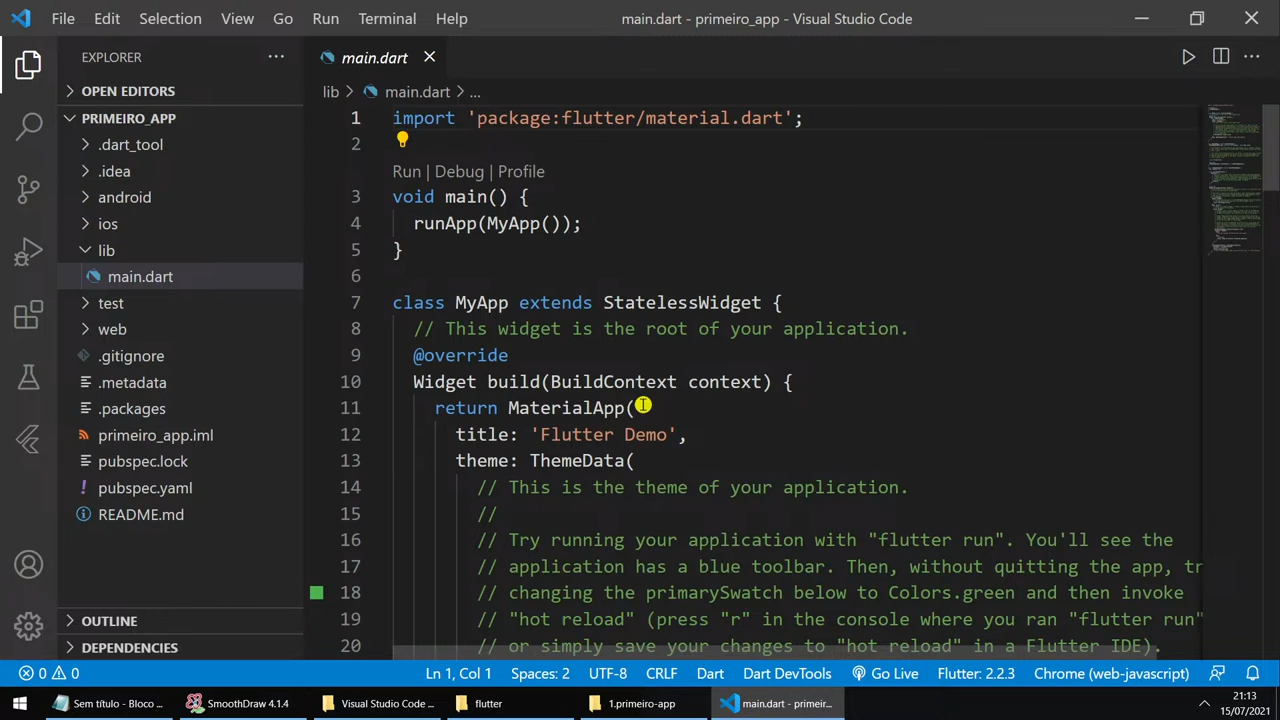 File Edit Selection View Go Run Terminal Help
main.dart - primeiro_app - Visual Studio Code
EXPLORER
OPEN EDITORS
PRIMEIRO_APP
.dart_tool
.idea
android
ios
lib
main.dart
test
web
.gitignore
.metadata
.packages
primeiro_app.iml
pubspec.lock
pubspec.yaml
README.md
OUTLINE
DEPENDENCIES
main.dart
lib > main.dart > ...
1 import 'package:flutter/material.dart';
2
Run | Debug | Profile
3 void main() {
4 runApp(MyApp());
5 }
6
7 class MyApp extends StatelessWidget {
8 // This widget is the root of your application.
9 @override
10 Widget build(BuildContext context) {
11 return MaterialApp(
12 title: 'Flutter Demo',
13 theme: ThemeData(
14 // This is the theme of your application.
15 //
16 // Try running your application with "flutter run". You'll see the
17 // application has a blue toolbar. Then, without quitting the app, tr
18 // changing the primarySwatch below to Colors.green and then invoke
19 // "hot reload" (press "r" in the console where you ran "flutter run"
20 // or simply save your changes to "hot reload" in a Flutter IDE).
0 0
Ln 1, Col 1
Spaces: 2
UTF-8
CRLF
Dart
Dart DevTools
Go Live
Flutter: 2.2.3
Chrome (web-javascript)
Sem título - Bloco ...
SmoothDraw 4.1.4
Visual Studio Code ...
flutter
1.primeiro-app
main.dart - primeir...
21:13
15/07/2021